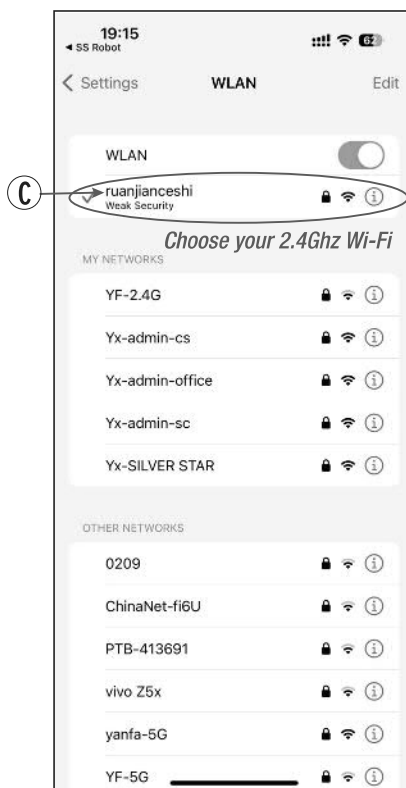 19:15
◀ SS Robot
62
Settings WLAN Edit
WLAN
C
ruanjianceshi
Weak Security
Choose your 2.4Ghz Wi-Fi
MY NETWORKS
YF-2.4G
Yx-admin-cs
Yx-admin-office
Yx-admin-sc
Yx-SILVER STAR
OTHER NETWORKS
0209
ChinaNet-fi6U
PTB-413691
vivo Z5x
yanfa-5G
YF-5G